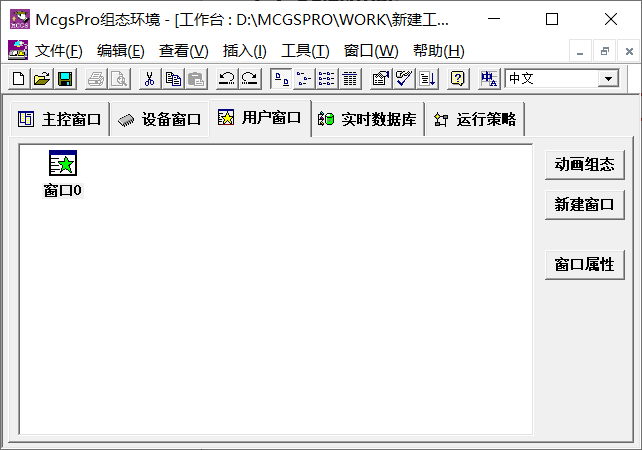 McgsPro组态环境 - [工作台 : D:\MCGSPRO\WORK\新建工...
文件(F) 编辑(E) 查看(V) 插入(I) 工具(T) 窗口(W) 帮助(H)
中文
主控窗口 设备窗口 用户窗口 实时数据库 运行策略
窗口0
动画组态
新建窗口
窗口属性